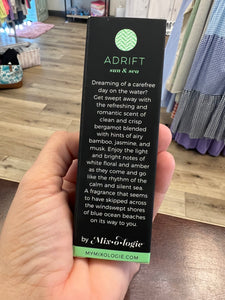 ADRIFT
sun & sea
Dreaming of a carefree
day on the water?
Get swept away with
the refreshing and
romantic scent of
clean and crisp
bergamot blended
with hints of airy
bamboo, jasmine, and
musk. Enjoy the light
and bright notes of
white floral and amber
as they come and go
like the rhythm of the
calm and silent sea.
A fragrance that seems
to have skipped across
the windswept shores
of blue ocean beaches
on its way to you.
by Mix•o•logie
MYMIXOLOGIE.COM